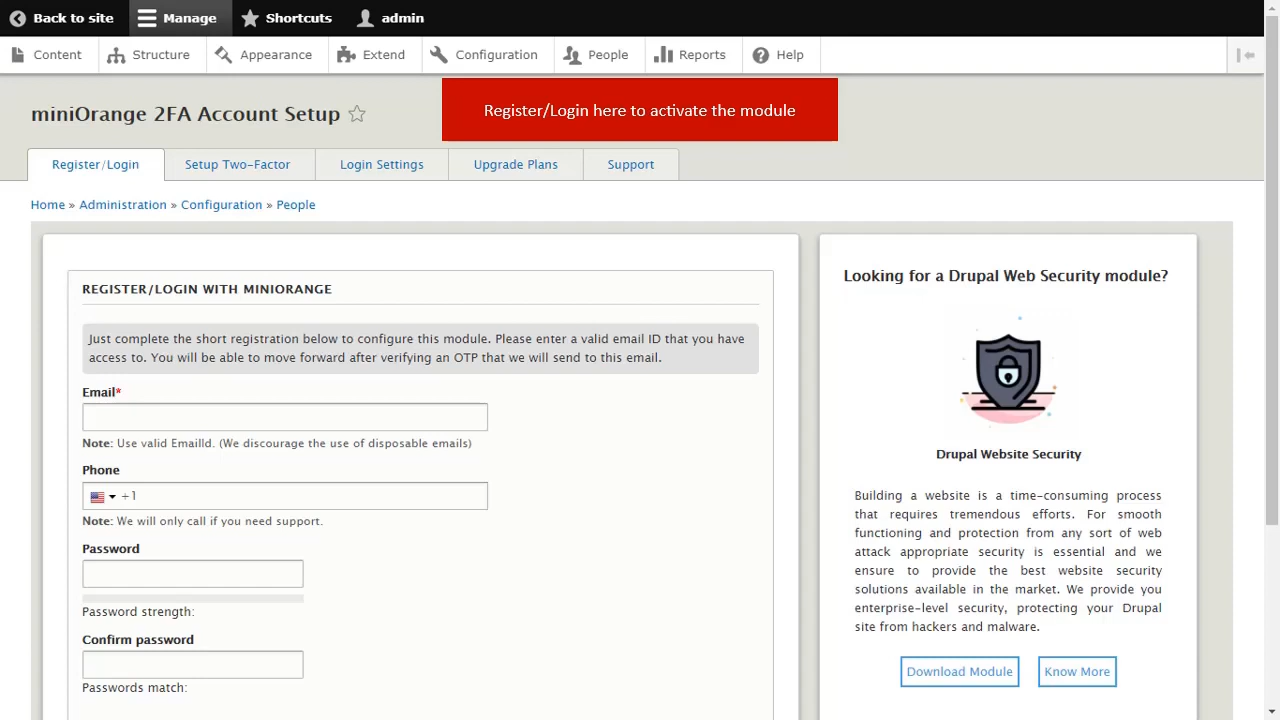 Back to site Manage Shortcuts admin
Content Structure Appearance Extend Configuration People Reports Help
miniOrange 2FA Account Setup
Register/Login here to activate the module
Register/Login Setup Two-Factor Login Settings Upgrade Plans Support
Home » Administration » Configuration » People
REGISTER/LOGIN WITH MINIORANGE
Just complete the short registration below to configure this module. Please enter a valid email ID that you have
access to. You will be able to move forward after verifying an OTP that we will send to this email.
Email*
Note: Use valid EmailId. (We discourage the use of disposable emails)
Phone
+1
Note: We will only call if you need support.
Password
Password strength:
Confirm password
Passwords match:
Looking for a Drupal Web Security module?
Drupal Website Security
Building a website is a time-consuming process
that requires tremendous efforts. For smooth
functioning and protection from any sort of web
attack appropriate security is essential and we
ensure to provide the best website security
solutions available in the market. We provide you
enterprise-level security, protecting your Drupal
site from hackers and malware.
Download Module Know More